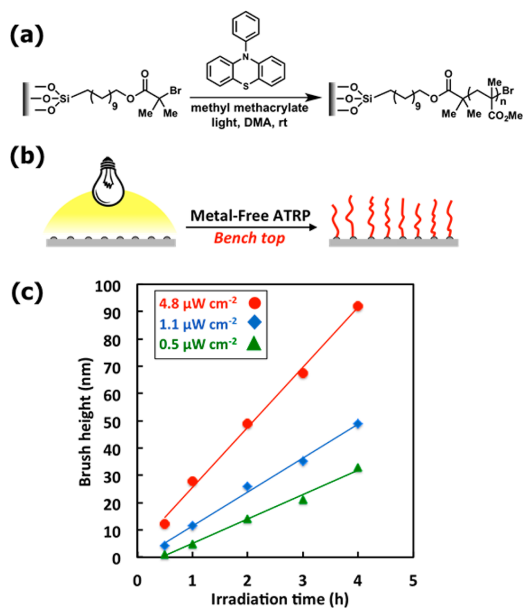 (a)
N
S
O
O
O
Si
9
O
O
Br
Me
Me
methyl methacrylate
light, DMA, rt
O
O
O
Si
9
O
O
Me
Me
Me
Br
n
CO₂Me
(b)
Metal-Free ATRP
Bench top
(c)
100
90
80
70
60
50
40
30
20
10
0
Brush height (nm)
4.8 µW cm⁻²
1.1 µW cm⁻²
0.5 µW cm⁻²
0 1 2 3 4 5
Irradiation time (h)